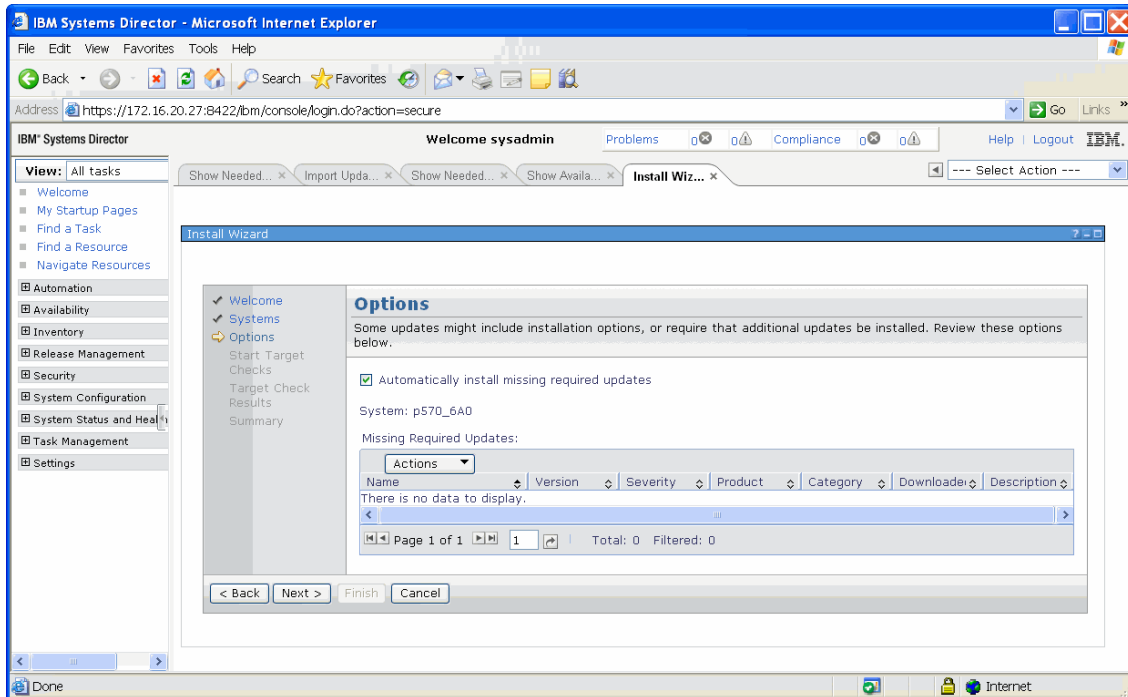 IBM Systems Director - Microsoft Internet Explorer
File Edit View Favorites Tools Help
Back Search Favorites
Address https://172.16.20.27:8422/ibm/console/login.do?action=secure Go Links »
IBM® Systems Director Welcome sysadmin Problems 0 0 Compliance 0 0 Help | Logout IBM.
View: All tasks
Show Needed... × Import Upda... × Show Needed... × Show Availa... × Install Wiz... × --- Select Action ---
Welcome
My Startup Pages
Find a Task
Find a Resource
Navigate Resources
Automation
Availability
Inventory
Release Management
Security
System Configuration
System Status and Heal
Task Management
Settings
Install Wizard
Welcome
Systems
Options
Start Target
Checks
Target Check
Results
Summary
Options
Some updates might include installation options, or require that additional updates be installed. Review these options
below.
Automatically install missing required updates
System: p570_6A0
Missing Required Updates:
Actions
Name Version Severity Product Category Downloade Description
There is no data to display.
Page 1 of 1 1 Total: 0 Filtered: 0
< Back Next > Finish Cancel
Done Internet